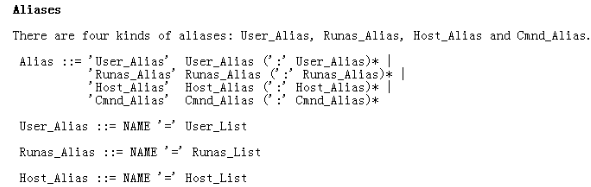 Aliases
There are four kinds of aliases: User_Alias, Runas_Alias, Host_Alias and Cmnd_Alias.
Alias ::= 'User_Alias' User_Alias (':' User_Alias)* |
'Runas_Alias' Runas_Alias (':' Runas_Alias)* |
'Host_Alias' Host_Alias (':' Host_Alias)* |
'Cmnd_Alias' Cmnd_Alias (':' Cmnd_Alias)*
User_Alias ::= NAME '=' User_List
Runas_Alias ::= NAME '=' Runas_List
Host_Alias ::= NAME '=' Host_List